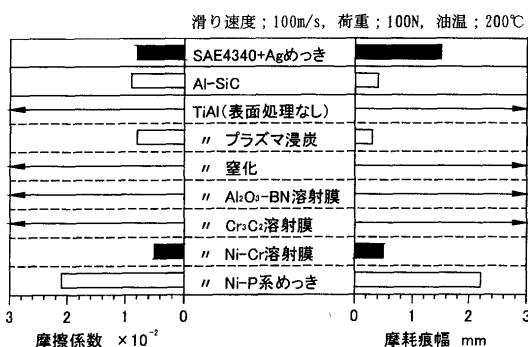 滑り速度；100m/s，荷重；100N，油温；200℃
SAE4340+Agめっき
Al-SiC
TiAl(表面処理なし)
〃 プラズマ浸炭
〃 窒化
〃 Al₂O₃-BN溶射膜
〃 Cr₃C₂溶射膜
〃 Ni-Cr溶射膜
〃 Ni-P系めっき
3 2 1 0 0 1 2 3
摩擦係数 ×10⁻² 摩耗痕幅 mm